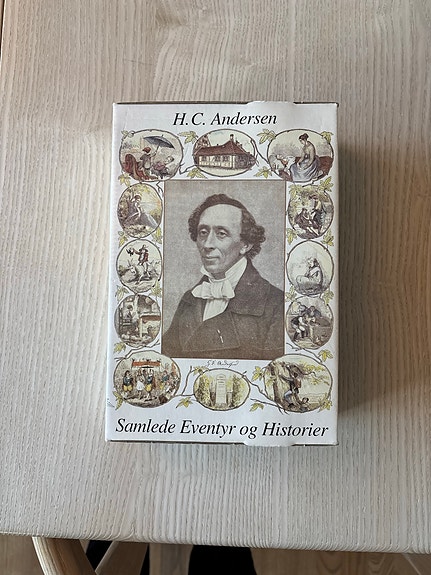 H. C. Andersen
Samlede Eventyr og Historier